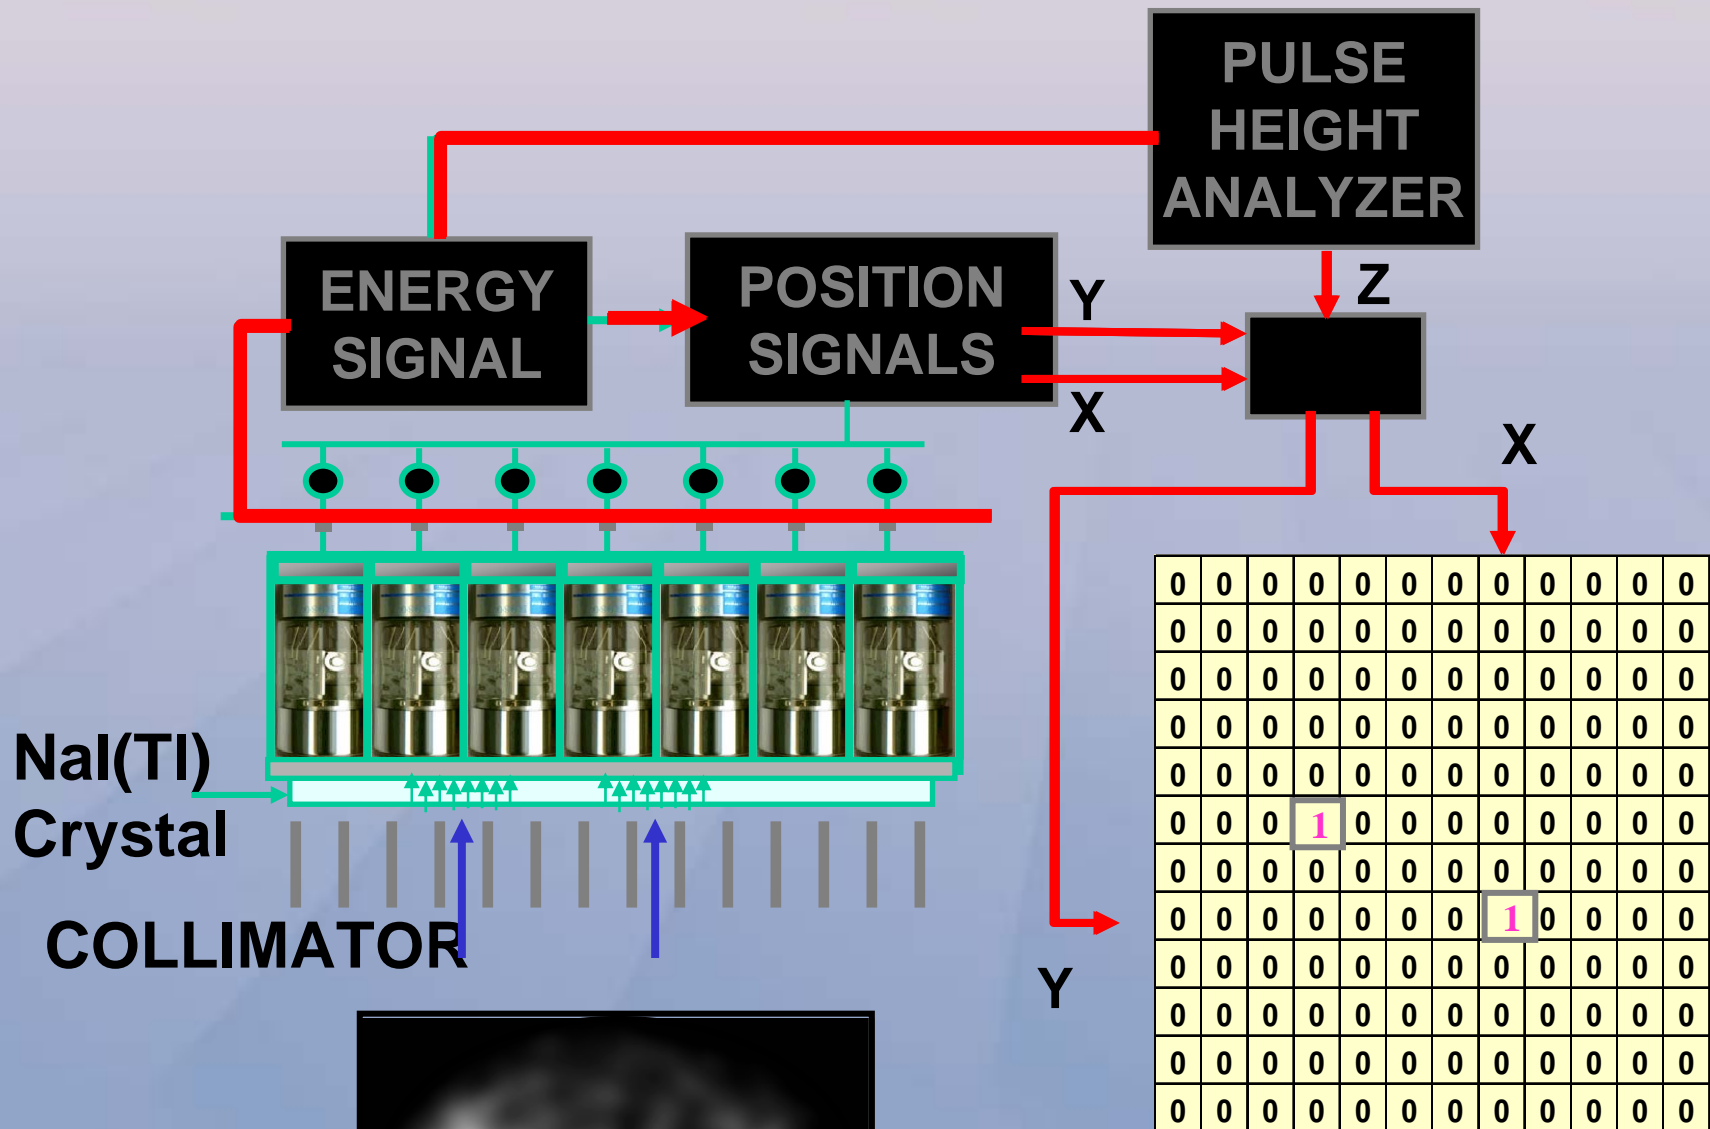 PULSE
HEIGHT
ANALYZER
ENERGY
SIGNAL
POSITION
SIGNALS
Y
Z
X
X
NaI(Tl)
Crystal
COLLIMATOR
Y
0 0 0 0 0 0 0 0 0 0 0 0
0 0 0 0 0 0 0 0 0 0 0 0
0 0 0 0 0 0 0 0 0 0 0 0
0 0 0 0 0 0 0 0 0 0 0 0
0 0 0 0 0 0 0 0 0 0 0 0
0 0 0 1 0 0 0 0 0 0 0 0
0 0 0 0 0 0 0 0 0 0 0 0
0 0 0 0 0 0 0 1 0 0 0 0
0 0 0 0 0 0 0 0 0 0 0 0
0 0 0 0 0 0 0 0 0 0 0 0
0 0 0 0 0 0 0 0 0 0 0 0
0 0 0 0 0 0 0 0 0 0 0 0